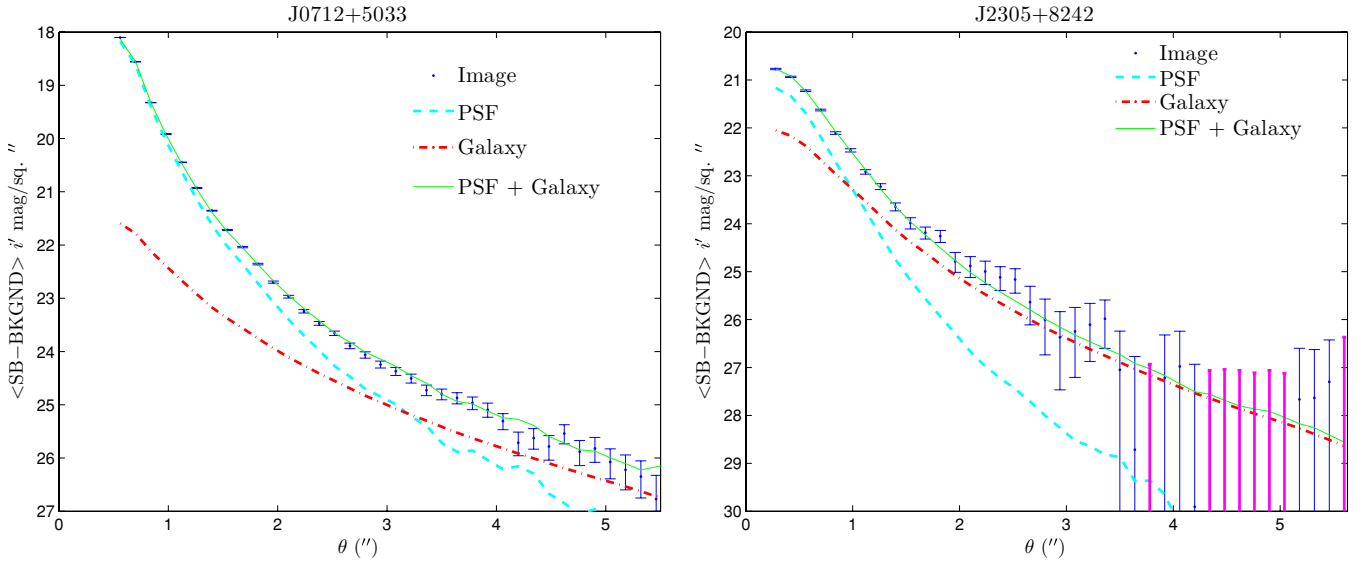 J0712+5033
18
19
20
21
22
23
24
25
26
27
0
1
2
3
4
5
<SB−BKGND> i′ mag/sq. ″
θ (″)
Image
PSF
Galaxy
PSF + Galaxy
J2305+8242
20
21
22
23
24
25
26
27
28
29
30
0
1
2
3
4
5
<SB−BKGND> i′ mag/sq. ″
θ (″)
Image
PSF
Galaxy
PSF + Galaxy